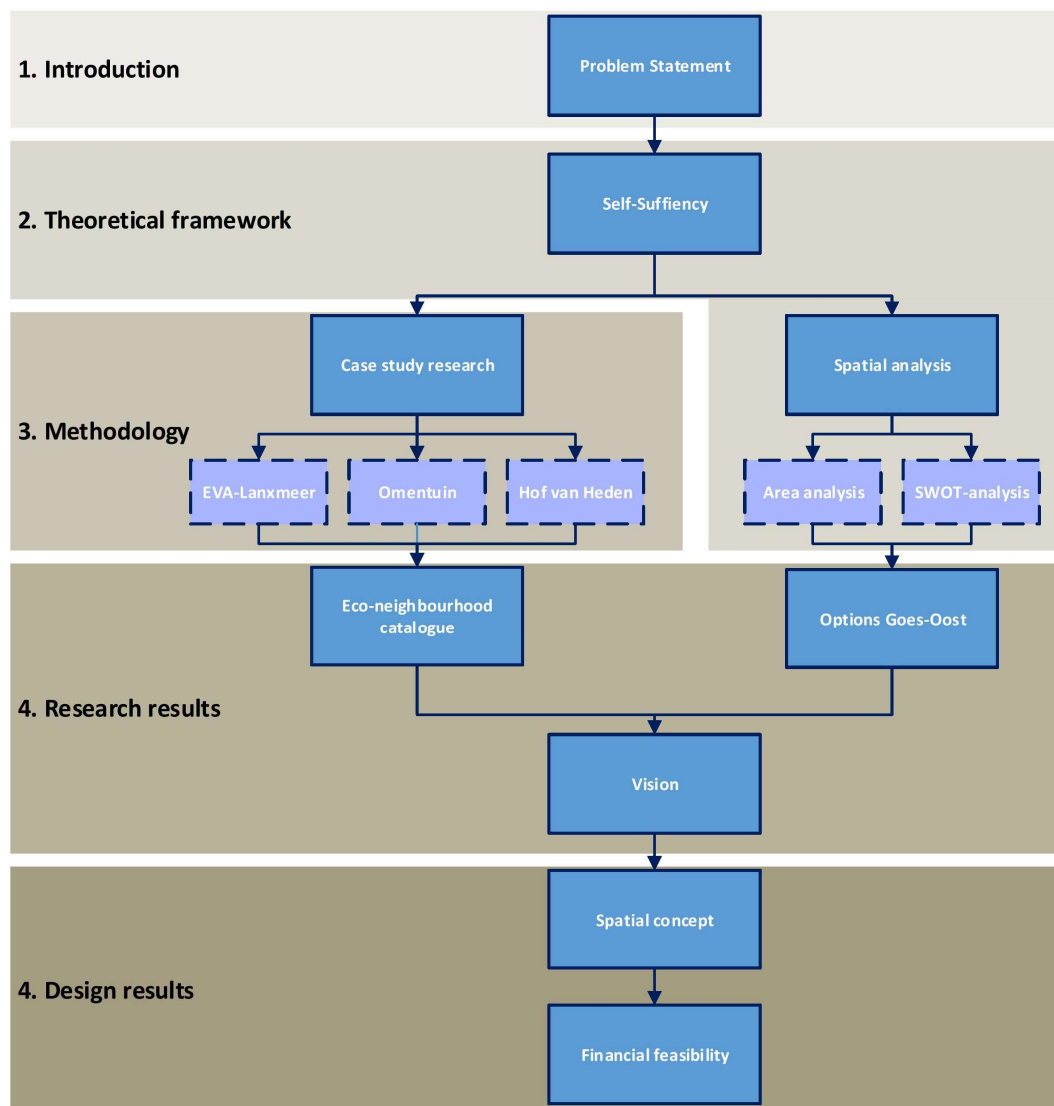 1. Introduction
Problem Statement
2. Theoretical framework
Self-Suffiency
Case study research
Spatial analysis
3. Methodology
EVA-Lanxmeer
Omentuin
Hof van Heden
Area analysis
SWOT-analysis
Eco-neighbourhood
catalogue
Options Goes-Oost
4. Research results
Vision
Spatial concept
4. Design results
Financial feasibility